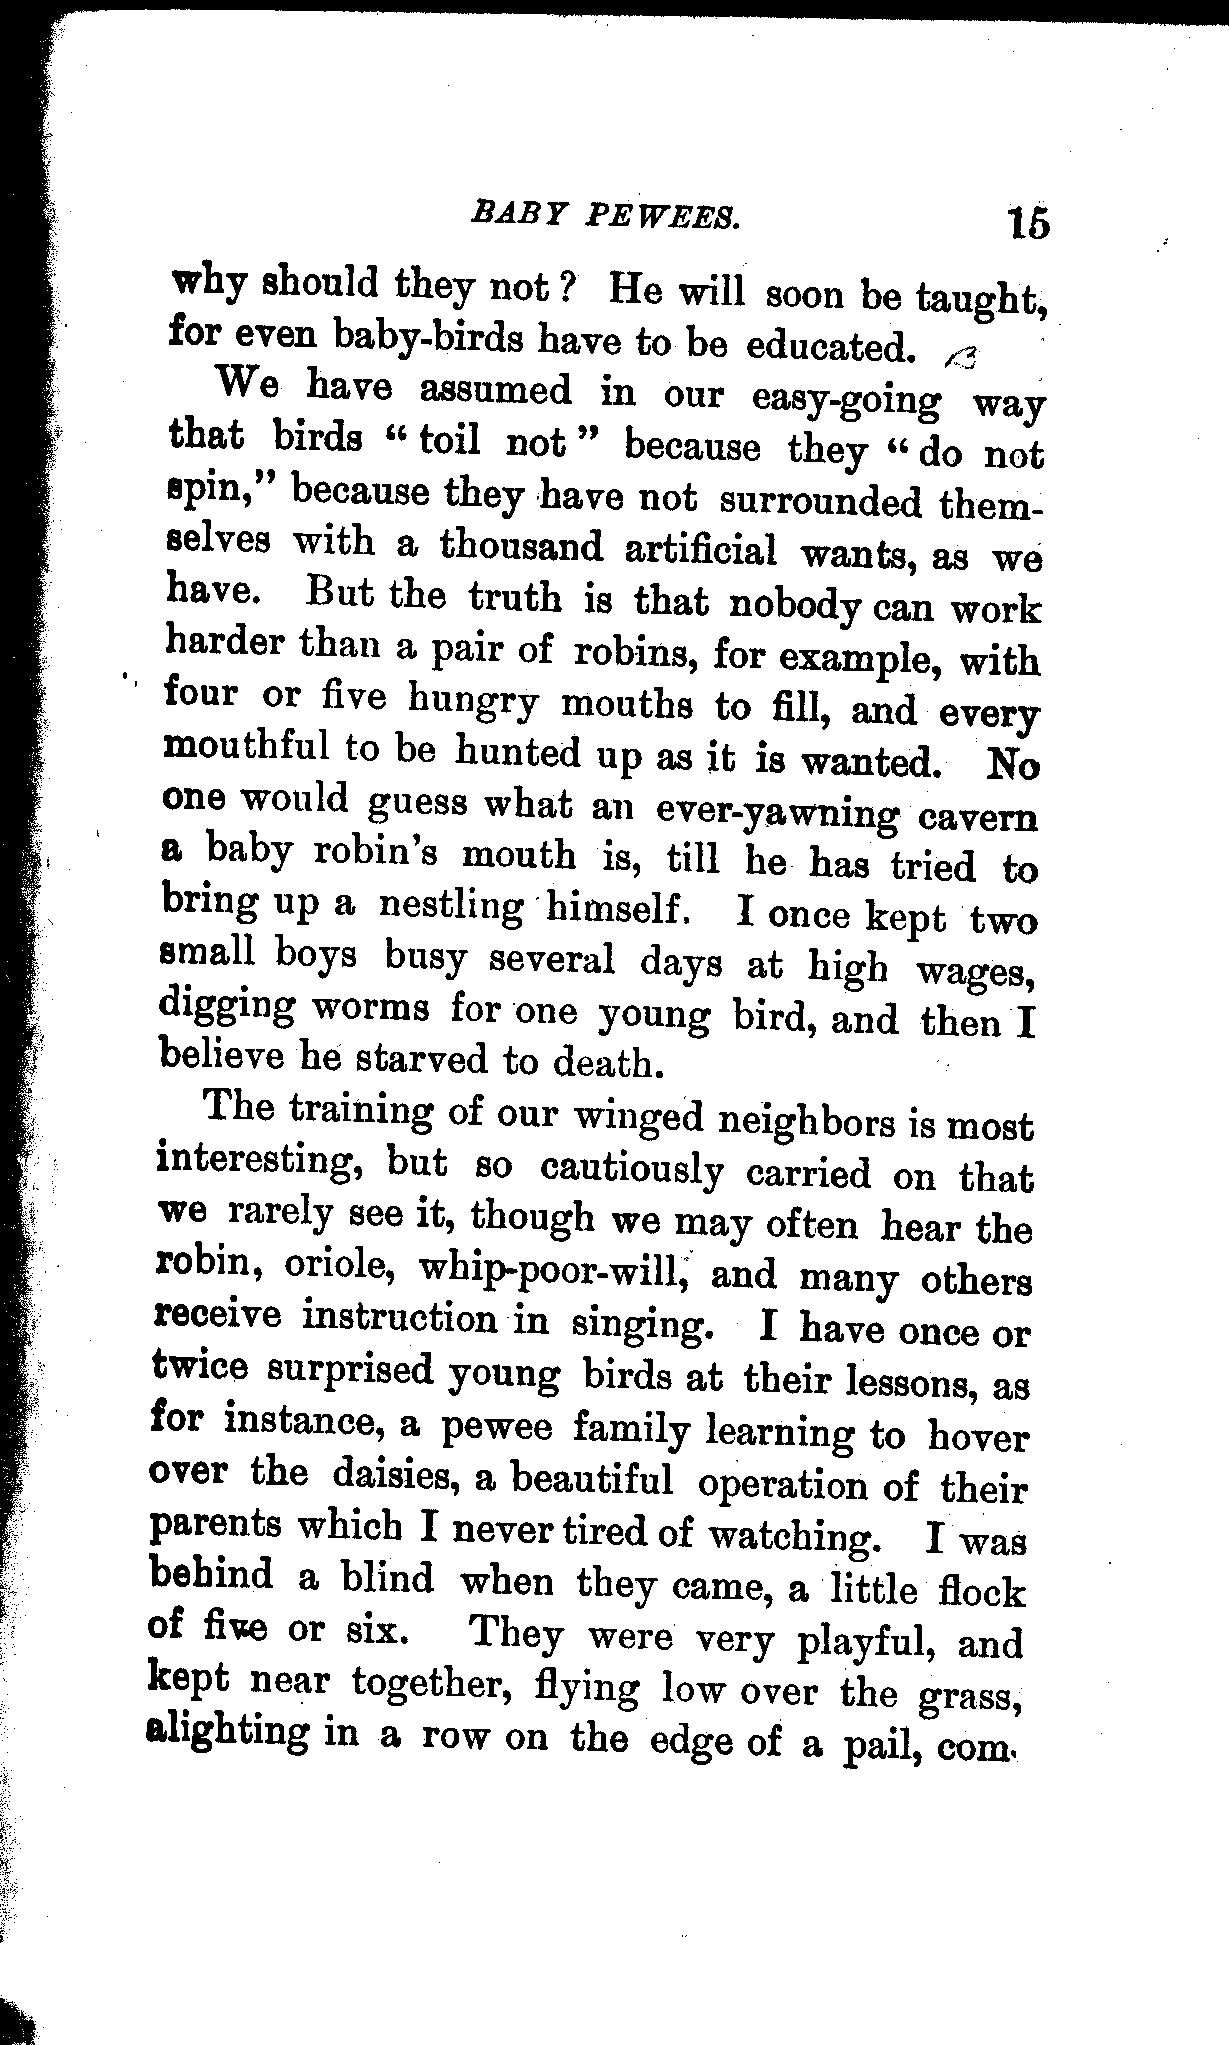 BABY PEWEES. 15
why should they not? He will soon be taught,
for even baby-birds have to be educated.
We have assumed in our easy-going way
that birds “toil not” because they “do not
spin,” because they have not surrounded them-
selves with a thousand artificial wants, as we
have. But the truth is that nobody can work
harder than a pair of robins, for example, with
four or five hungry mouths to fill, and every
mouthful to be hunted up as it is wanted. No
one would guess what an ever-yawning cavern
a baby robin's mouth is, till he has tried to
bring up a nestling himself. I once kept two
small boys busy several days at high wages,
digging worms for one young bird, and then I
believe he starved to death.
The training of our winged neighbors is most
interesting, but so cautiously carried on that
we rarely see it, though we may often hear the
robin, oriole, whip-poor-will, and many others
receive instruction in singing. I have once or
twice surprised young birds at their lessons, as
for instance, a pewee family learning to hover
over the daisies, a beautiful operation of their
parents which I never tired of watching. I was
behind a blind when they came, a little flock
of five or six. They were very playful, and
kept near together, flying low over the grass,
alighting in a row on the edge of a pail, com-